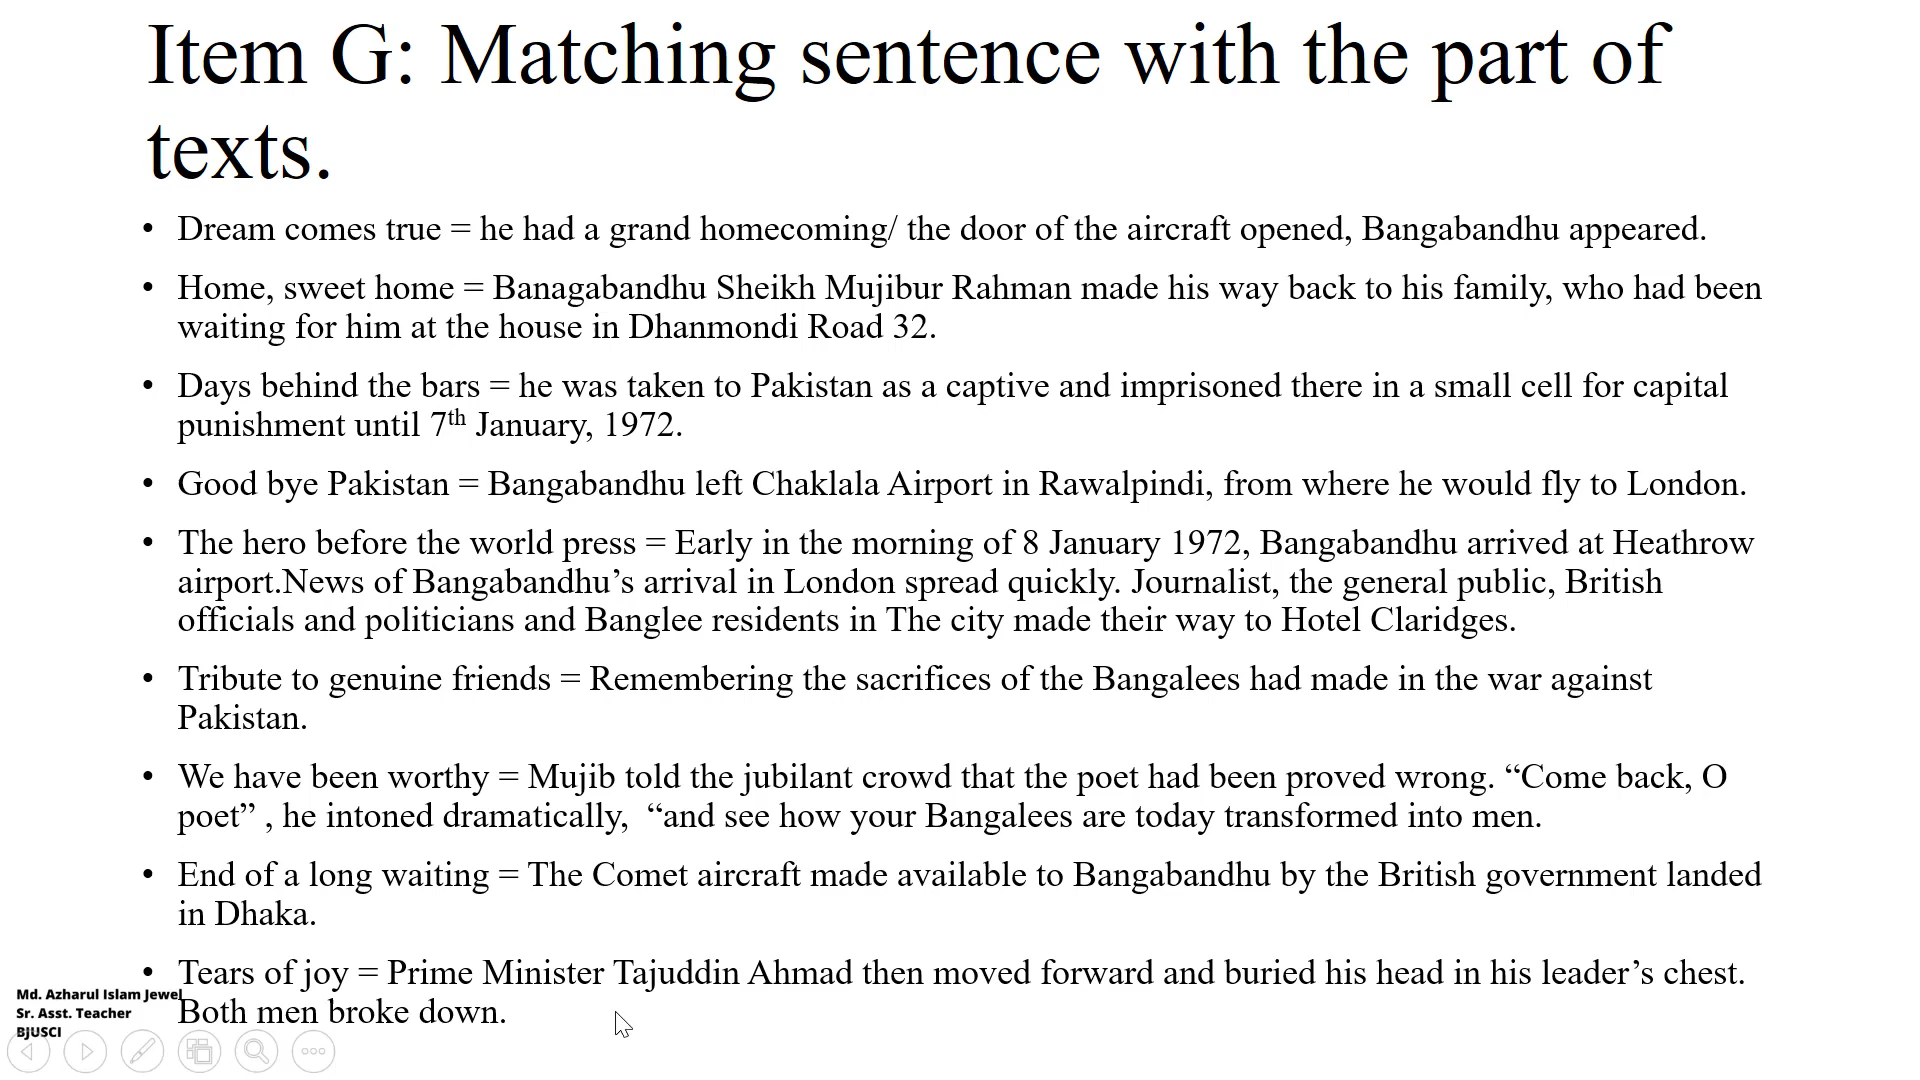 Item G: Matching sentence with the part of
texts.
• Dream comes true = he had a grand homecoming/ the door of the aircraft opened, Bangabandhu appeared.
• Home, sweet home = Banagabandhu Sheikh Mujibur Rahman made his way back to his family, who had been
waiting for him at the house in Dhanmondi Road 32.
• Days behind the bars = he was taken to Pakistan as a captive and imprisoned there in a small cell for capital
punishment until 7th January, 1972.
• Good bye Pakistan = Bangabandhu left Chaklala Airport in Rawalpindi, from where he would fly to London.
• The hero before the world press = Early in the morning of 8 January 1972, Bangabandhu arrived at Heathrow
airport.News of Bangabandhu’s arrival in London spread quickly. Journalist, the general public, British
officials and politicians and Banglee residents in The city made their way to Hotel Claridges.
• Tribute to genuine friends = Remembering the sacrifices of the Bangalees had made in the war against
Pakistan.
• We have been worthy = Mujib told the jubilant crowd that the poet had been proved wrong. “Come back, O
poet” , he intoned dramatically,  “and see how your Bangalees are today transformed into men.
• End of a long waiting = The Comet aircraft made available to Bangabandhu by the British government landed
in Dhaka.
• Tears of joy = Prime Minister Tajuddin Ahmad then moved forward and buried his head in his leader’s chest.
Both men broke down.
Md. Azharul Islam Jewel
Sr. Asst. Teacher
BJUSCI